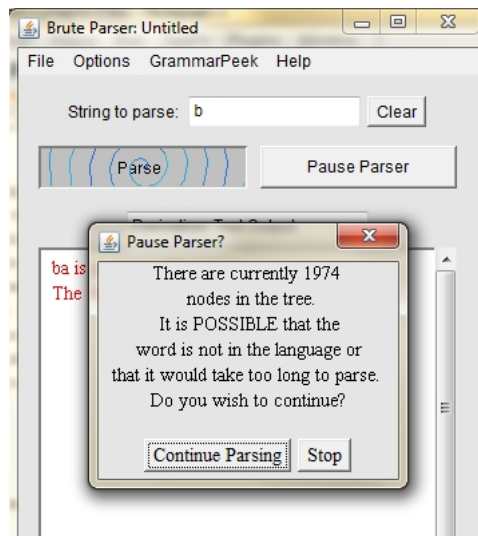 Brute Parser: Untitled
File Options GrammarPeek Help
String to parse: b Clear
Parse Pause Parser
Pause Parser?
ba is
The
There are currently 1974
nodes in the tree.
It is POSSIBLE that the
word is not in the language or
that it would take too long to parse.
Do you wish to continue?
Continue Parsing Stop